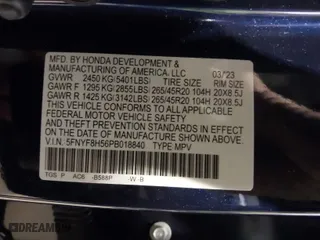 MFD. BY HONDA DEVELOPMENT &
MANUFACTURING OF AMERICA, LLC 03/23
GVWR 2450 KG(5401LBS) TIRE SIZE RIM SIZE
GAWR F 1295 KG(2855LBS) 265/45R20 104H 20X8.5J
GAWR R 1425 KG(3142LBS) 265/45R20 104H 20X8.5J
THIS VEHICLE CONFORMS TO ALL APPLICABLE
FEDERAL MOTOR VEHICLE SAFETY
STANDARDS IN EFFECT ON THE DATE OF
MANUFACTURE SHOWN ABOVE.
V.I.N. 5FNYF8H56PB018840 TYPE MPV
TGS P AC6 -B588P W-B
DREAM